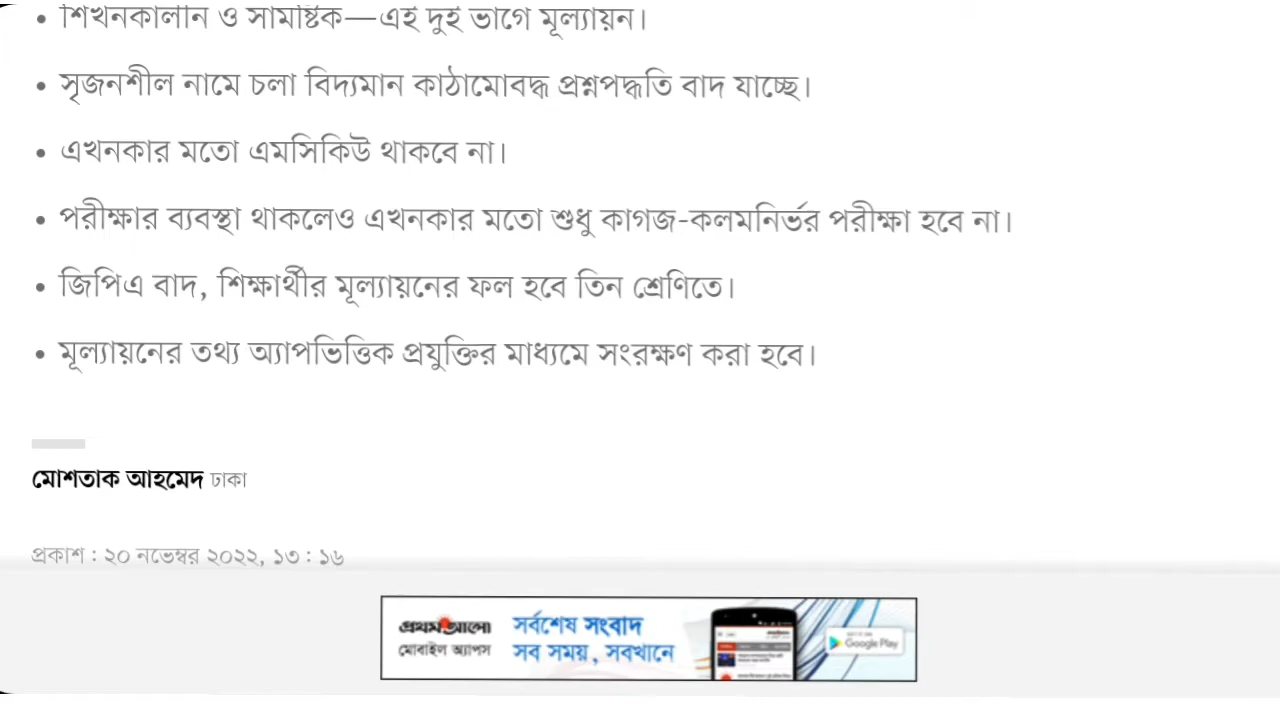 শিখনকালীন ও সামষ্টিক—এই দুই ভাগে মূল্যায়ন।
সৃজনশীল নামে চলা বিদ্যমান কাঠামোবদ্ধ প্রশ্নপদ্ধতি বাদ যাচ্ছে।
এখনকার মতো এমসিকিউ থাকবে না।
পরীক্ষার ব্যবস্থা থাকলেও এখনকার মতো শুধু কাগজ-কলমনির্ভর পরীক্ষা হবে না।
জিপিএ বাদ, শিক্ষার্থীর মূল্যায়নের ফল হবে তিন শ্রেণিতে।
মূল্যায়নের তথ্য অ্যাপভিত্তিক প্রযুক্তির মাধ্যমে সংরক্ষণ করা হবে।
মোশতাক আহমেদ ঢাকা
প্রকাশ : ২০ নভেম্বর ২০২২, ১৩ : ১৬
প্রথম আলো
মোবাইল অ্যাপস
সর্বশেষ সংবাদ
সব সময়, সবখানে
Google Play